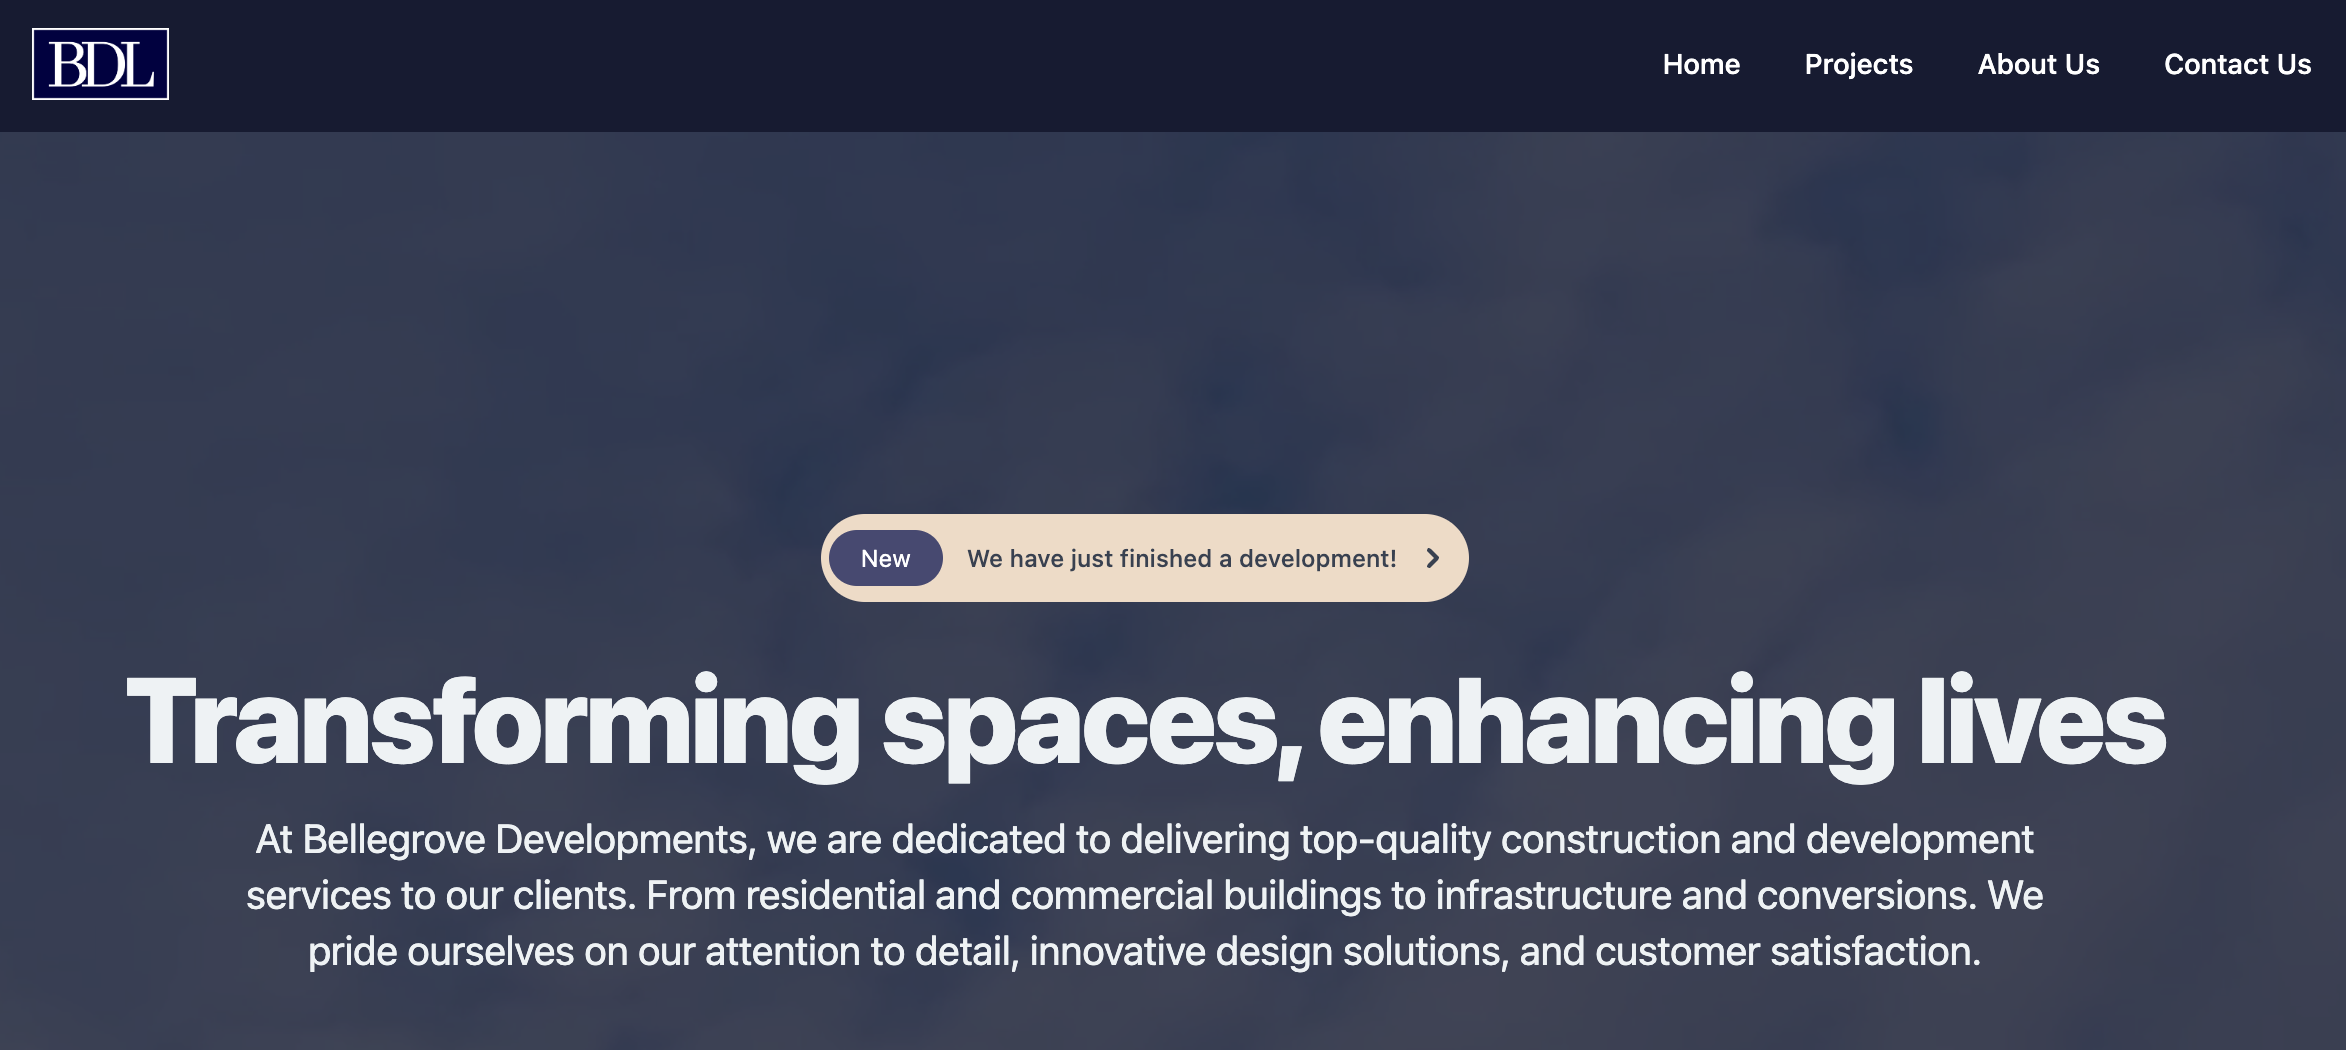 BDL
Home Projects About Us Contact Us
New We have just finished a development!
Transforming spaces, enhancing lives
At Bellegrove Developments, we are dedicated to delivering top-quality construction and development
services to our clients. From residential and commercial buildings to infrastructure and conversions. We
pride ourselves on our attention to detail, innovative design solutions, and customer satisfaction.